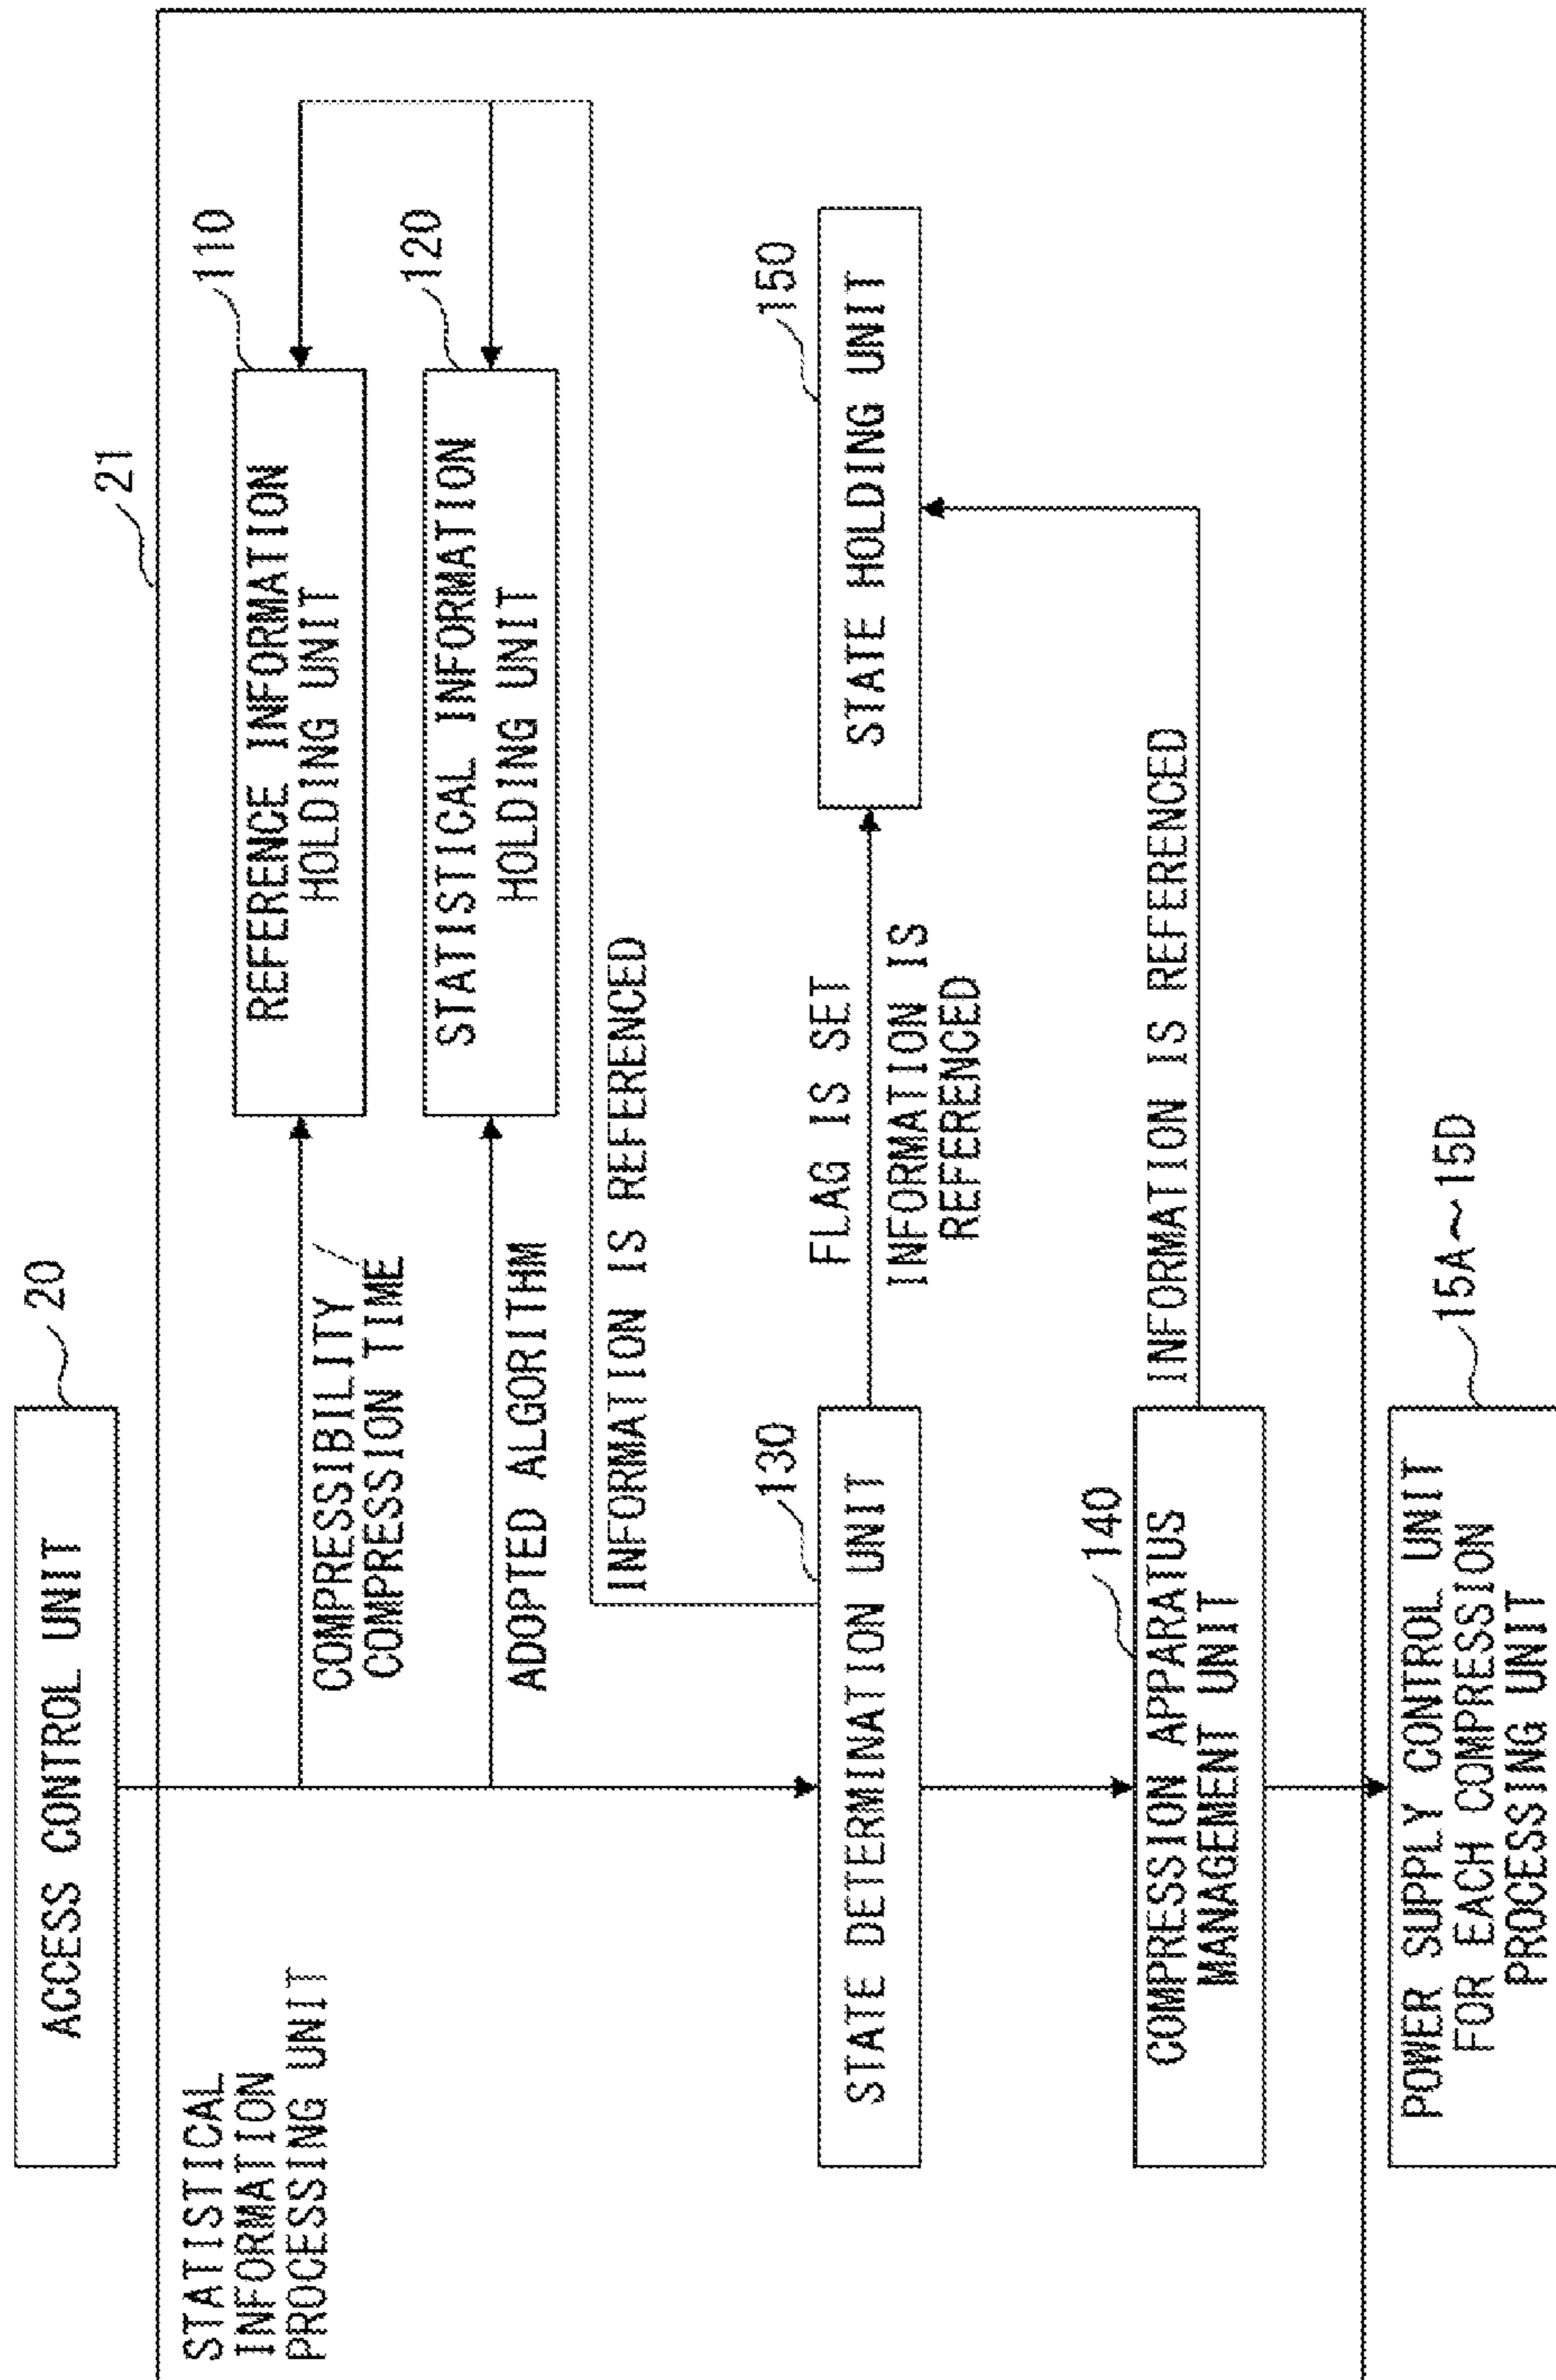 ACCESS CONTROL UNIT
20
21
STATISTICAL
INFORMATION
PROCESSING UNIT
COMPRESSIBILITY /
COMPRESSION TIME
REFERENCE INFORMATION
HOLDING UNIT
110
ADOPTED ALGORITHM
STATISTICAL INFORMATION
HOLDING UNIT
120
INFORMATION IS REFERENCED
STATE DETERMINATION UNIT
130
FLAG IS SET
INFORMATION IS
REFERENCED
STATE HOLDING UNIT
150
COMPRESSION APPARATUS
MANAGEMENT UNIT
140
INFORMATION IS REFERENCED
POWER SUPPLY CONTROL UNIT
FOR EACH COMPRESSION
PROCESSING UNIT
15A~15D